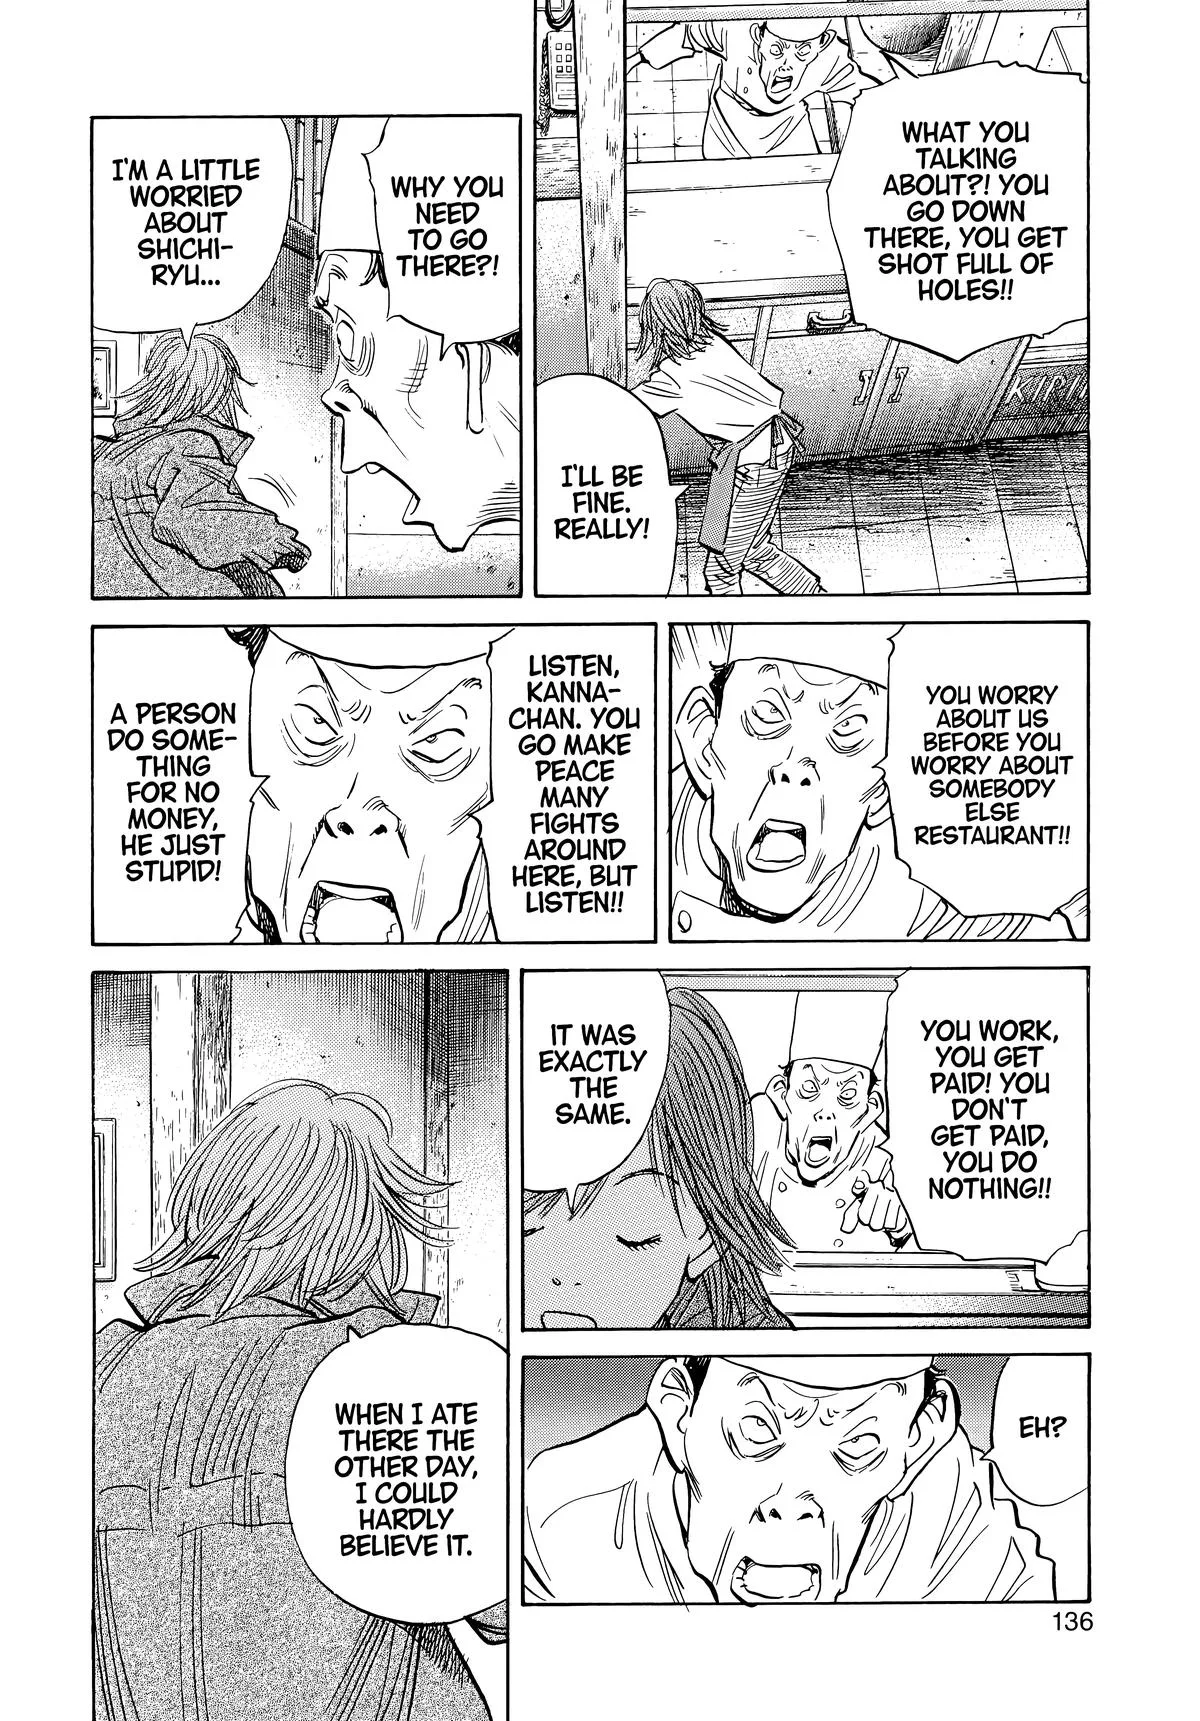 WHAT YOU
TALKING
ABOUT?! YOU
GO DOWN
THERE, YOU GET
SHOT FULL OF
HOLES!!
KIRI
I'LL BE
FINE.
REALLY!
WHY YOU
NEED
TO GO
THERE?!
I'M A LITTLE
WORRIED
ABOUT
SHICHI-
RYU...
YOU WORRY
ABOUT US
BEFORE YOU
WORRY ABOUT
SOMEBODY
ELSE
RESTAURANT!!
LISTEN,
KANNA-
CHAN. YOU
GO MAKE
PEACE
MANY
FIGHTS
AROUND
HERE, BUT
LISTEN!!
A PERSON
DO SOME-
THING
FOR NO
MONEY,
HE JUST
STUPID!
YOU WORK,
YOU GET
PAID! YOU
DON'T
GET PAID,
YOU DO
NOTHING!!
IT WAS
EXACTLY
THE
SAME.
EH?
WHEN I ATE
THERE THE
OTHER DAY,
I COULD
HARDLY
BELIEVE IT.
136